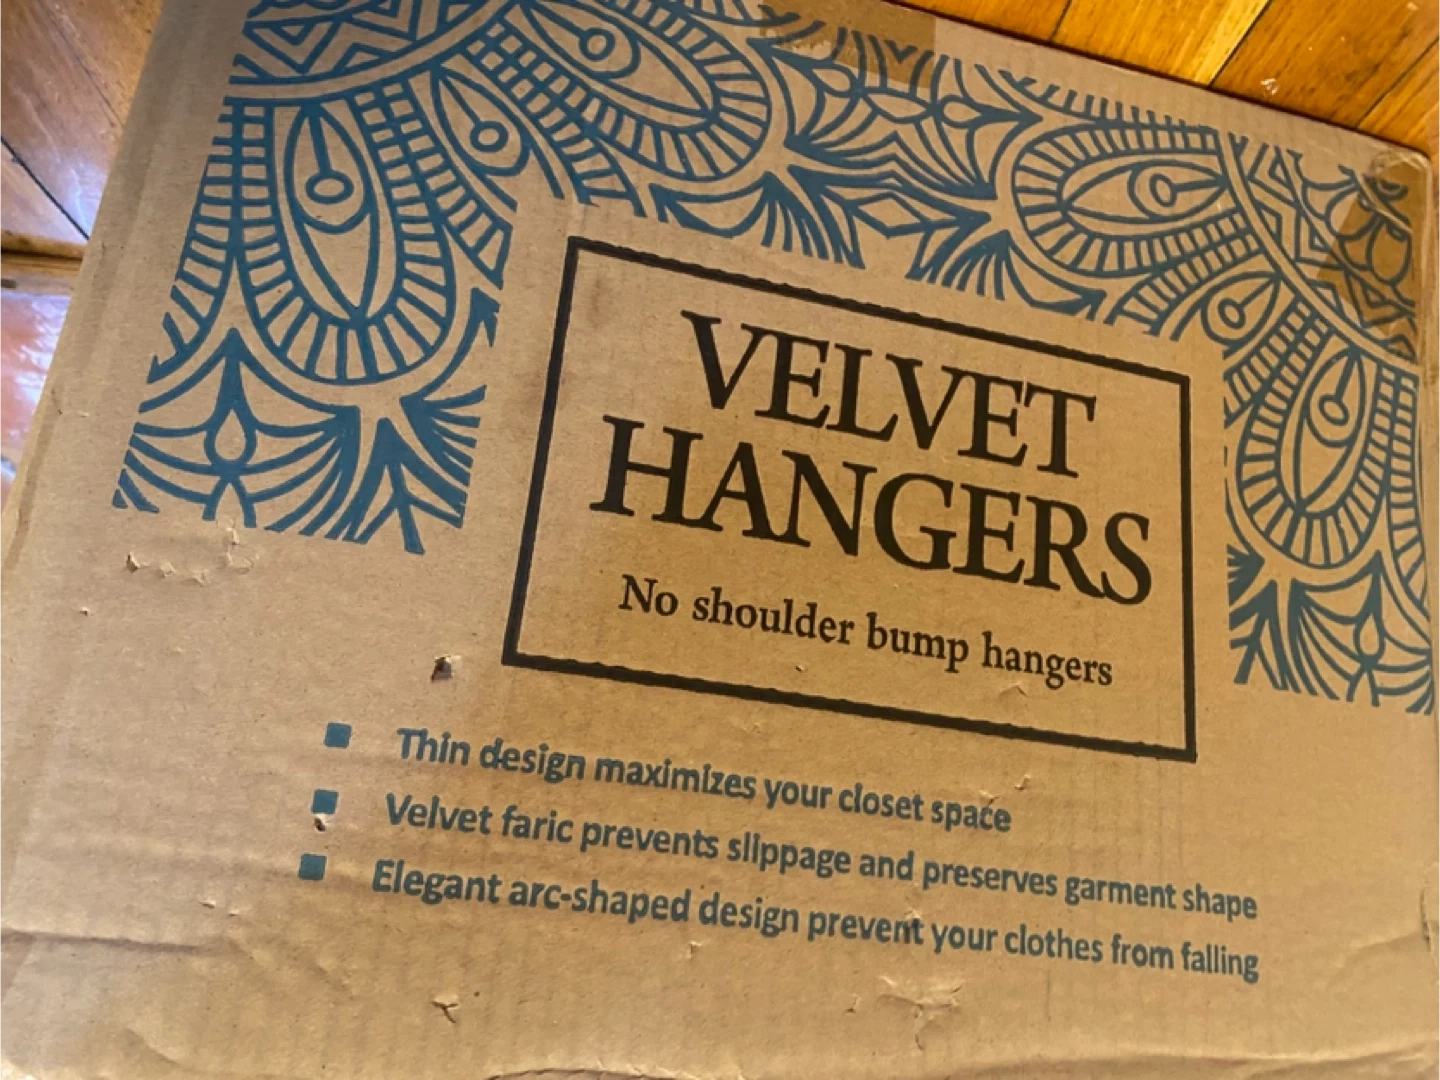 VELVET
HANGERS
No shoulder bump hangers
Thin design maximizes your closet space
Velvet faric prevents slippage and preserves garment shape
Elegant arc-shaped design prevent your clothes from falling